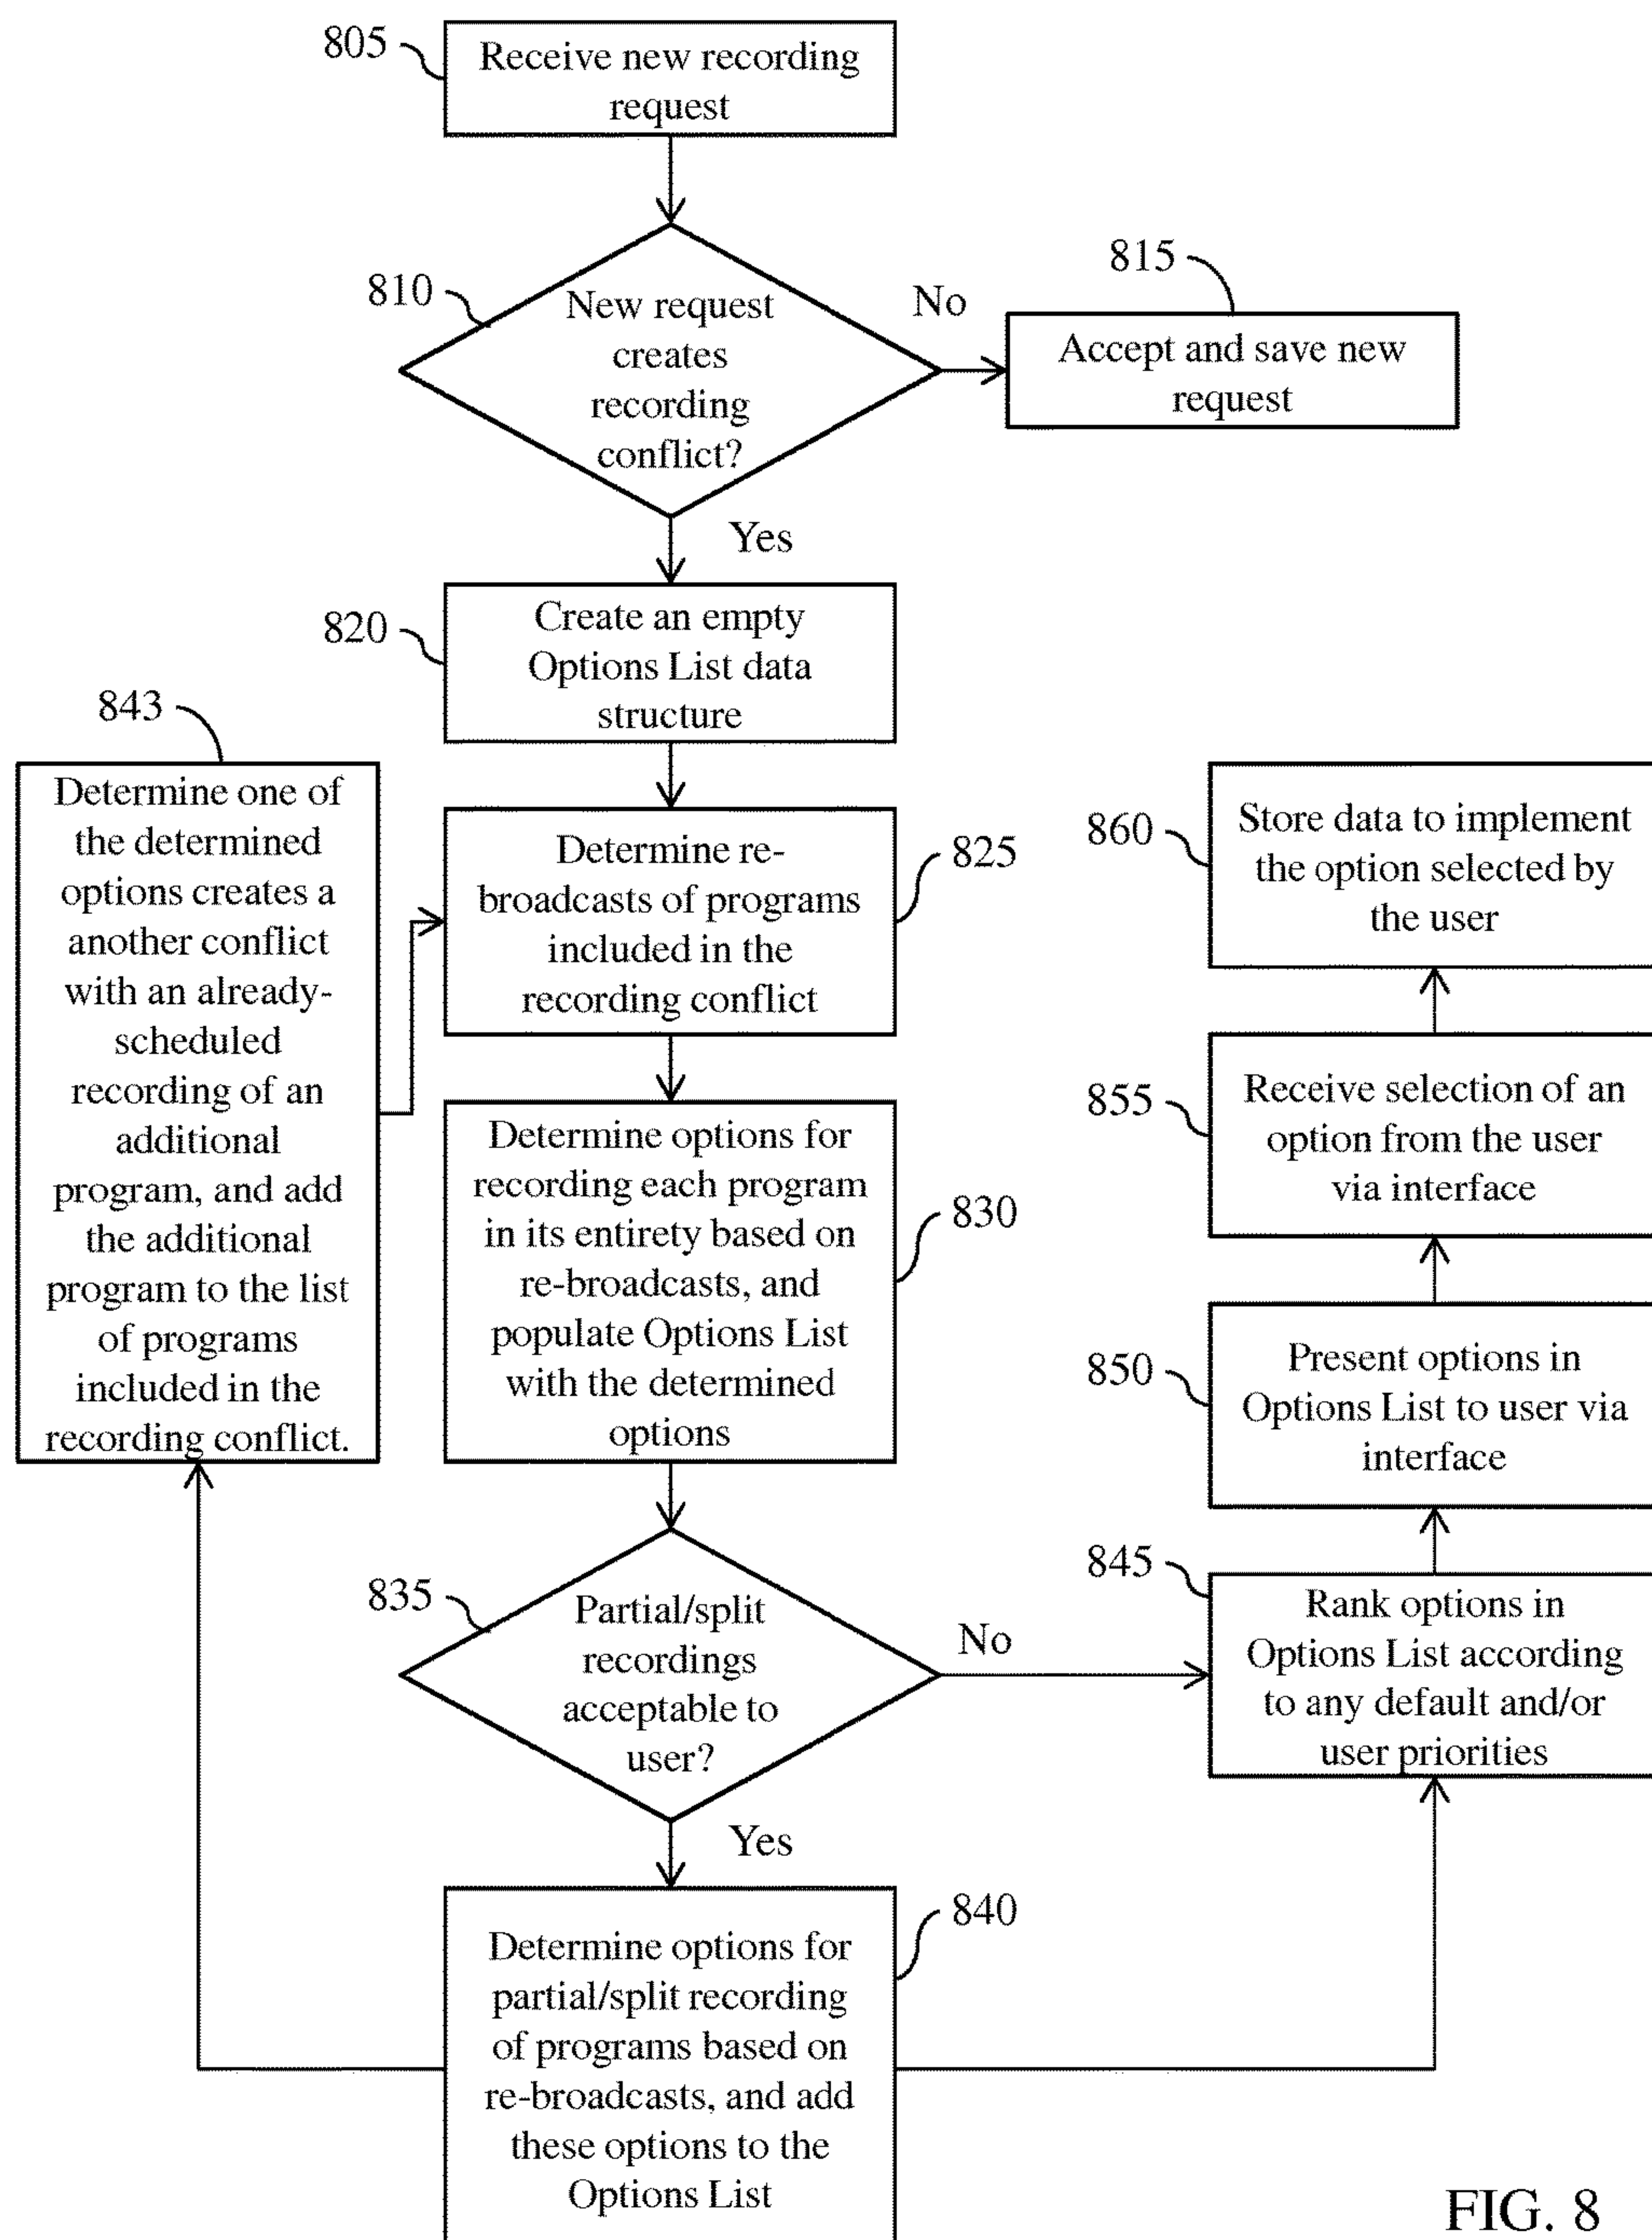 805
Receive new recording
request
810
New request
creates
recording
conflict?
No
815
Accept and save new
request
Yes
820
Create an empty
Options List data
structure
843
Determine one of
the determined
options creates a
another conflict
with an already-
scheduled
recording of an
additional
program, and add
the additional
program to the list
of programs
included in the
recording conflict.
Determine re-
broadcasts of programs
included in the
recording conflict
825
Determine options for
recording each program
in its entirety based on
re-broadcasts, and
populate Options List
with the determined
options
830
835
Partial/split
recordings
acceptable to
user?
No
Yes
840
Determine options for
partial/split recording
of programs based on
re-broadcasts, and add
these options to the
Options List
845
Rank options in
Options List according
to any default and/or
user priorities
850
Present options in
Options List to user via
interface
855
Receive selection of an
option from the user
via interface
860
Store data to implement
the option selected by
the user
FIG. 8